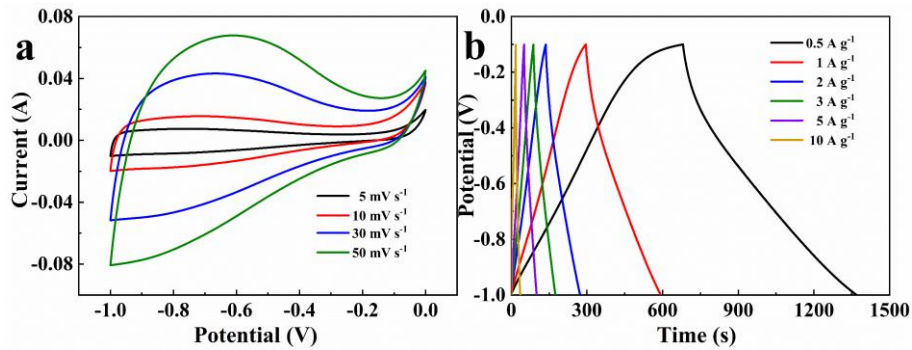 a
Current (A)
0.08
0.04
0.00
-0.04
-0.08
5 mV s⁻¹
10 mV s⁻¹
30 mV s⁻¹
50 mV s⁻¹
-1.0 -0.8 -0.6 -0.4 -0.2 0.0
Potential (V)
b
Potential (V)
0.0
-0.2
-0.4
-0.6
-0.8
-1.0
0.5 A g⁻¹
1 A g⁻¹
2 A g⁻¹
3 A g⁻¹
5 A g⁻¹
10 A g⁻¹
0 300 600 900 1200 1500
Time (s)